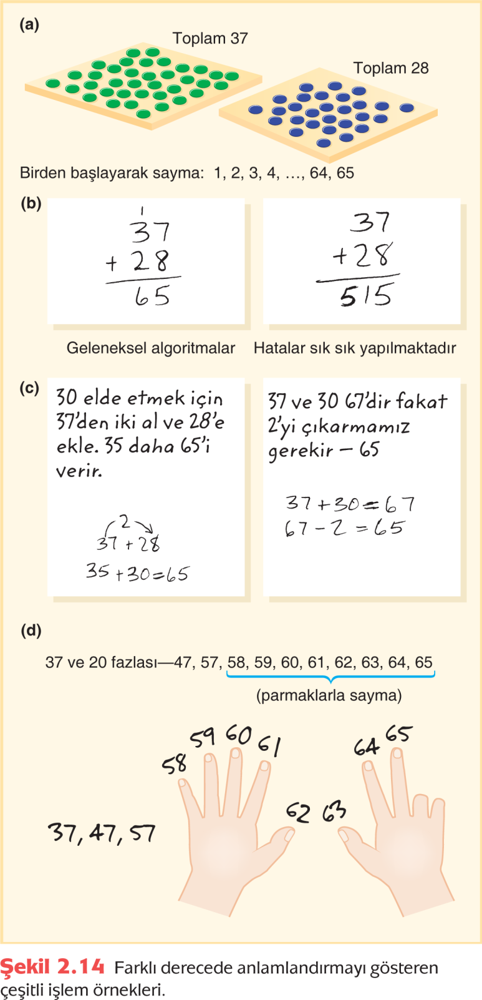 (a)
Toplam 37
Toplam 28
Birden başlayarak sayma: 1, 2, 3, 4, …, 64, 65
(b)
1
37
+ 28
65
37
+28
515
Geleneksel algoritmalar
Hatalar sık sık yapılmaktadır
(c)
30 elde etmek için
37'den iki al ve 28'e
ekle. 35 daha 65'i
verir.
2
37 + 28
35 + 30 = 65
37 ve 30 67'dir fakat
2'yi çıkarmamız
gerekir – 65
37 + 30 = 67
67 – 2 = 65
(d)
37 ve 20 fazlası—47, 57, 58, 59, 60, 61, 62, 63, 64, 65
(parmaklarla sayma)
58 59 60 61 62 63 64 65
37, 47, 57
Şekil 2.14 Farklı derecede anlamlandırmayı gösteren
çeşitli işlem örnekleri.